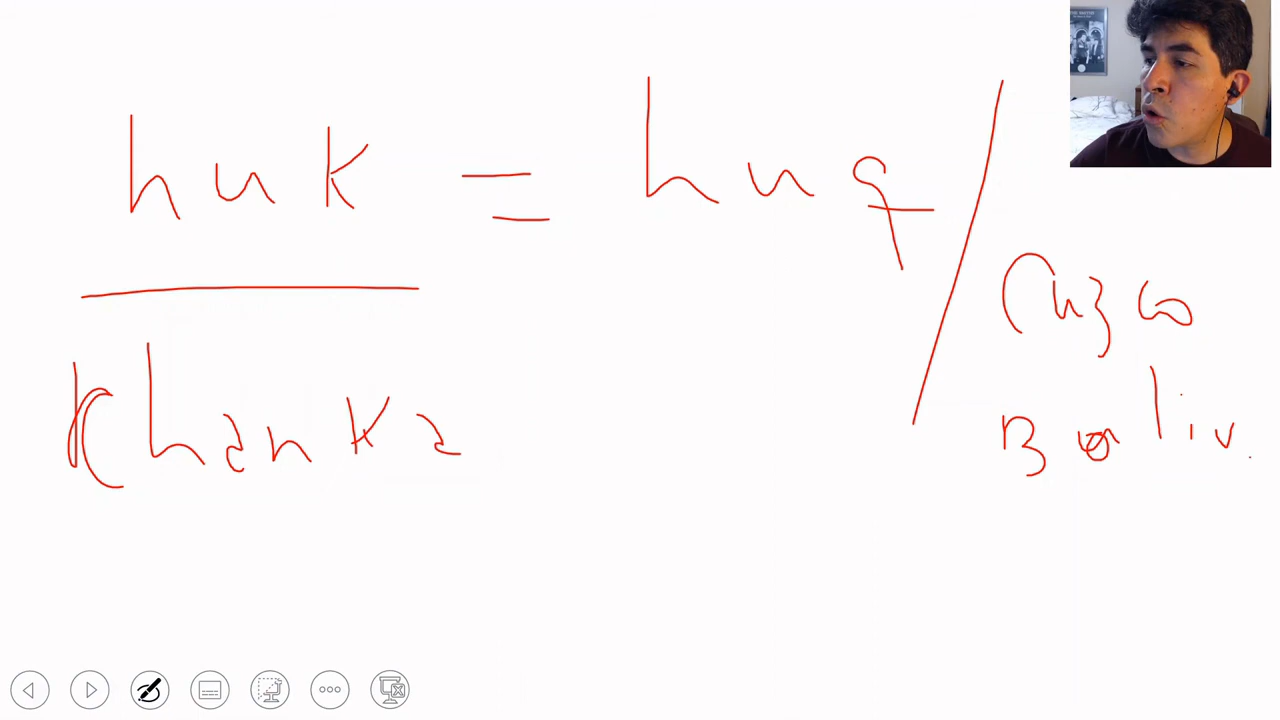 huk = huq /
Cuzco
Boliv.
Chanka